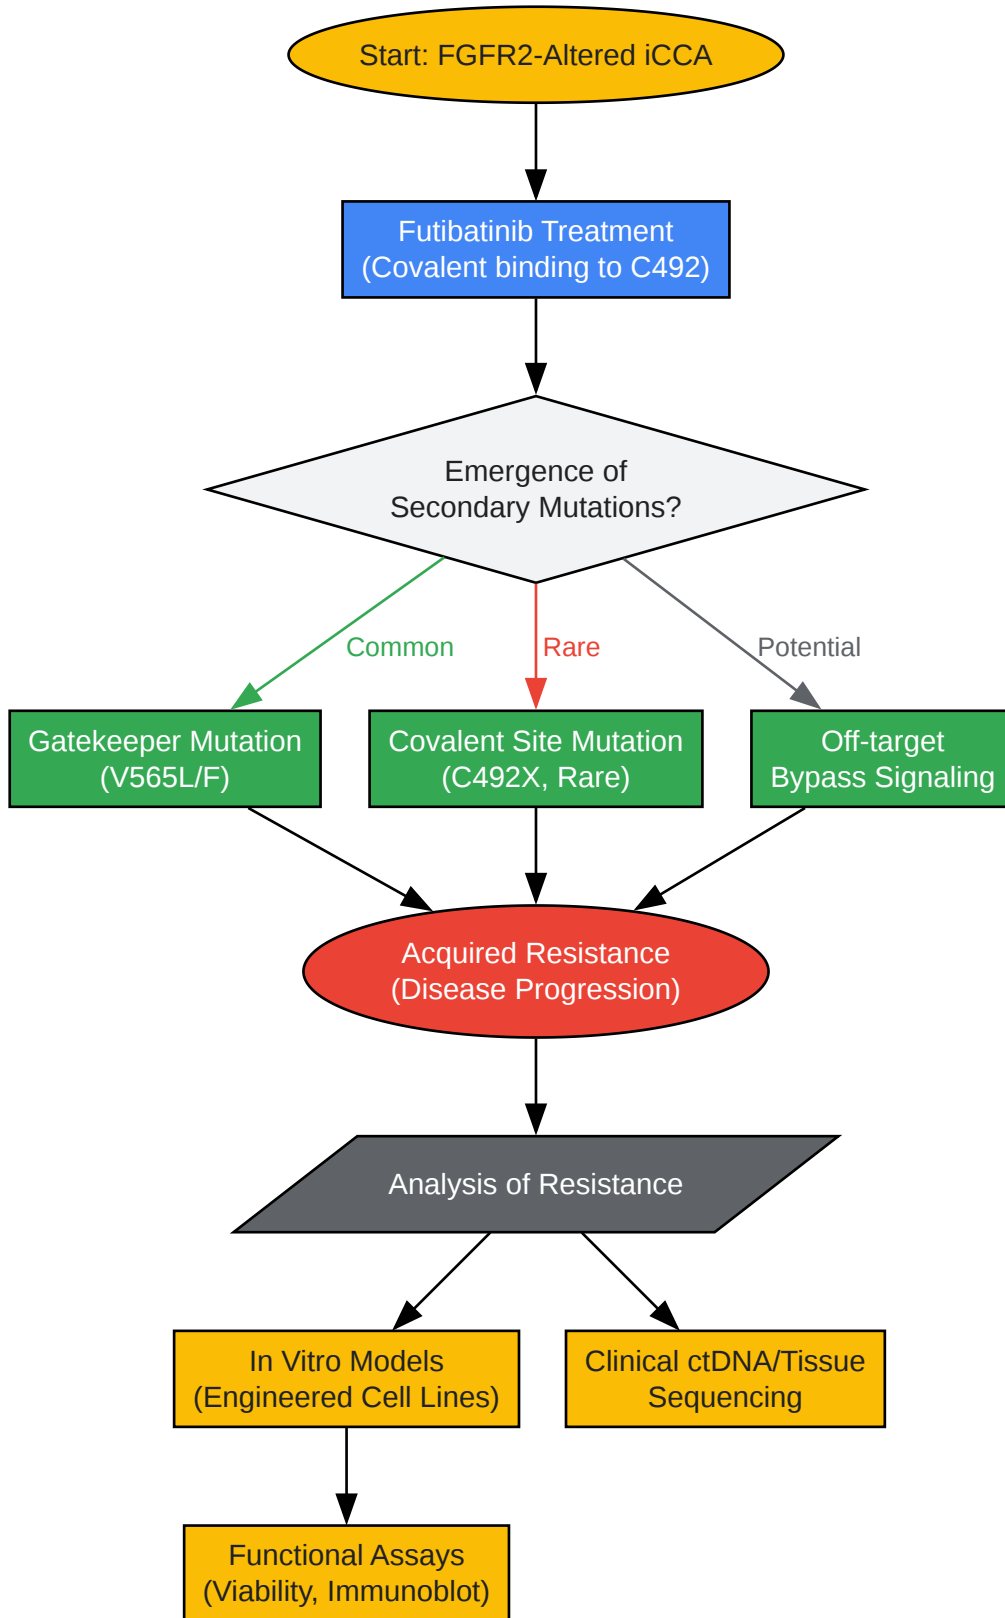 Start: FGFR2-Altered iCCA
Futibatinib Treatment
(Covalent binding to C492)
Emergence of
Secondary Mutations?
Common
Rare
Potential
Gatekeeper Mutation
(V565L/F)
Covalent Site Mutation
(C492X, Rare)
Off-target
Bypass Signaling
Acquired Resistance
(Disease Progression)
Analysis of Resistance
In Vitro Models
(Engineered Cell Lines)
Clinical ctDNA/Tissue
Sequencing
Functional Assays
(Viability, Immunoblot)